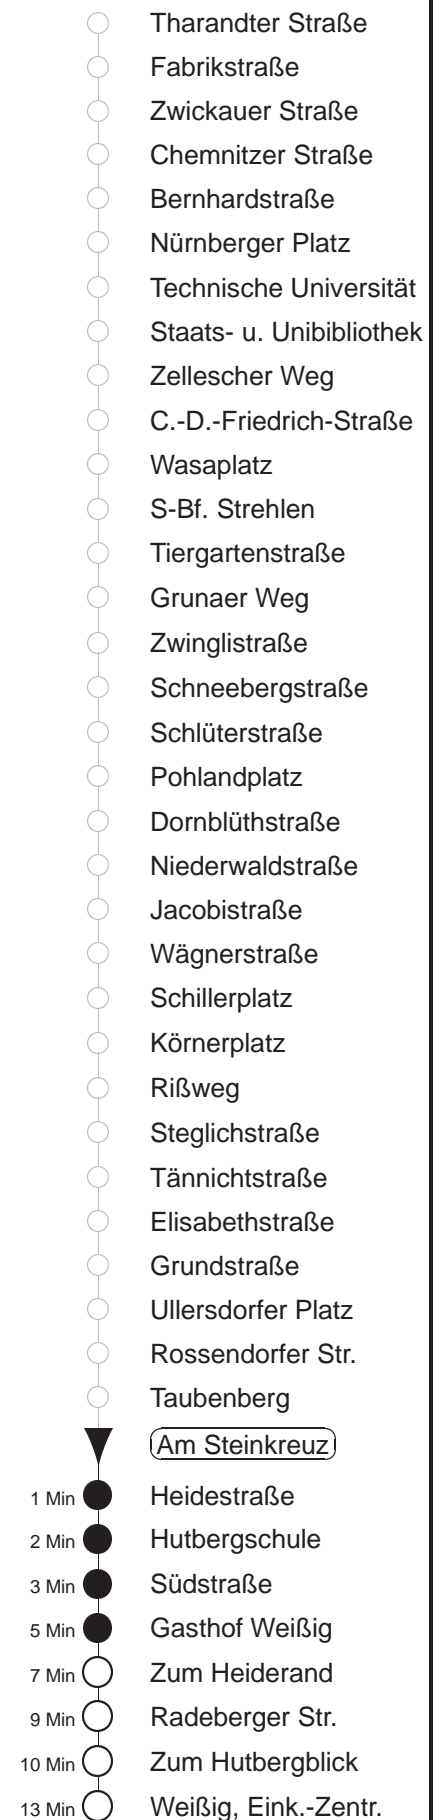 Tharandter Straße
Fabrikstraße
Zwickauer Straße
Chemnitzer Straße
Bernhardstraße
Nürnberger Platz
Technische Universität
Staats- u. Unibibliothek
Zellescher Weg
C.-D.-Friedrich-Straße
Wasaplatz
S-Bf. Strehlen
Tiergartenstraße
Grunaer Weg
Zwinglistraße
Schneebergstraße
Schlüterstraße
Pohlandplatz
Dornblüthstraße
Niederwaldstraße
Jacobistraße
Wägnerstraße
Schillerplatz
Körnerplatz
Rißweg
Steglichstraße
Tännichtstraße
Elisabethstraße
Grundstraße
Ullersdorfer Platz
Rossendorfer Str.
Taubenberg
Am Steinkreuz
1 Min Heidestraße
2 Min Hutbergschule
3 Min Südstraße
5 Min Gasthof Weißig
7 Min Zum Heiderand
9 Min Radeberger Str.
10 Min Zum Hutbergblick
13 Min Weißig, Eink.-Zentr.